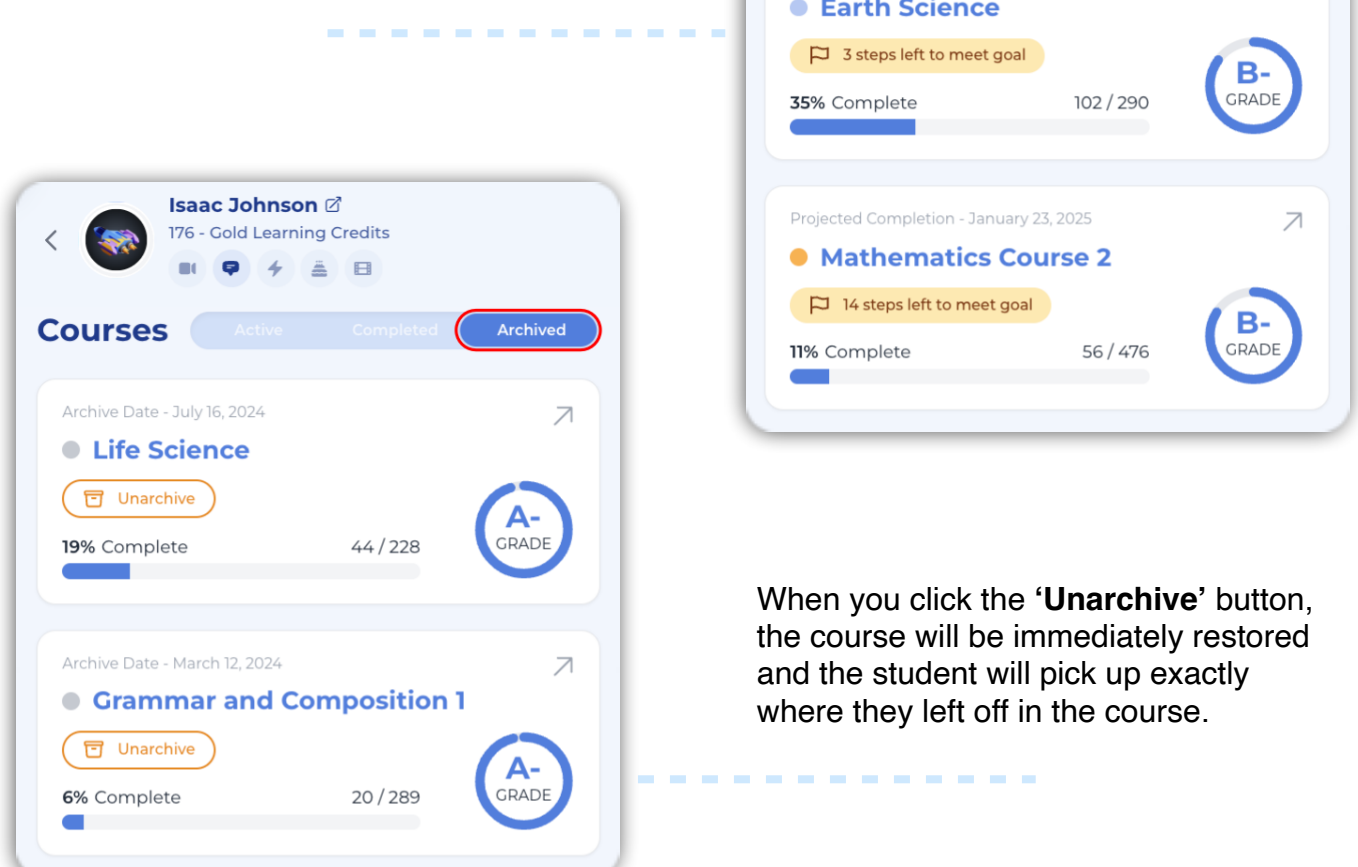 Earth Science
3 steps left to meet goal
35% Complete 102 / 290
B-
GRADE
Projected Completion - January 23, 2025
Mathematics Course 2
14 steps left to meet goal
11% Complete 56 / 476
B-
GRADE
Isaac Johnson
176 - Gold Learning Credits
Courses Active Completed Archived
Archive Date - July 16, 2024
Life Science
Unarchive
19% Complete 44 / 228
A-
GRADE
Archive Date - March 12, 2024
Grammar and Composition 1
Unarchive
6% Complete 20 / 289
A-
GRADE
When you click the ‘Unarchive’ button,
the course will be immediately restored
and the student will pick up exactly
where they left off in the course.